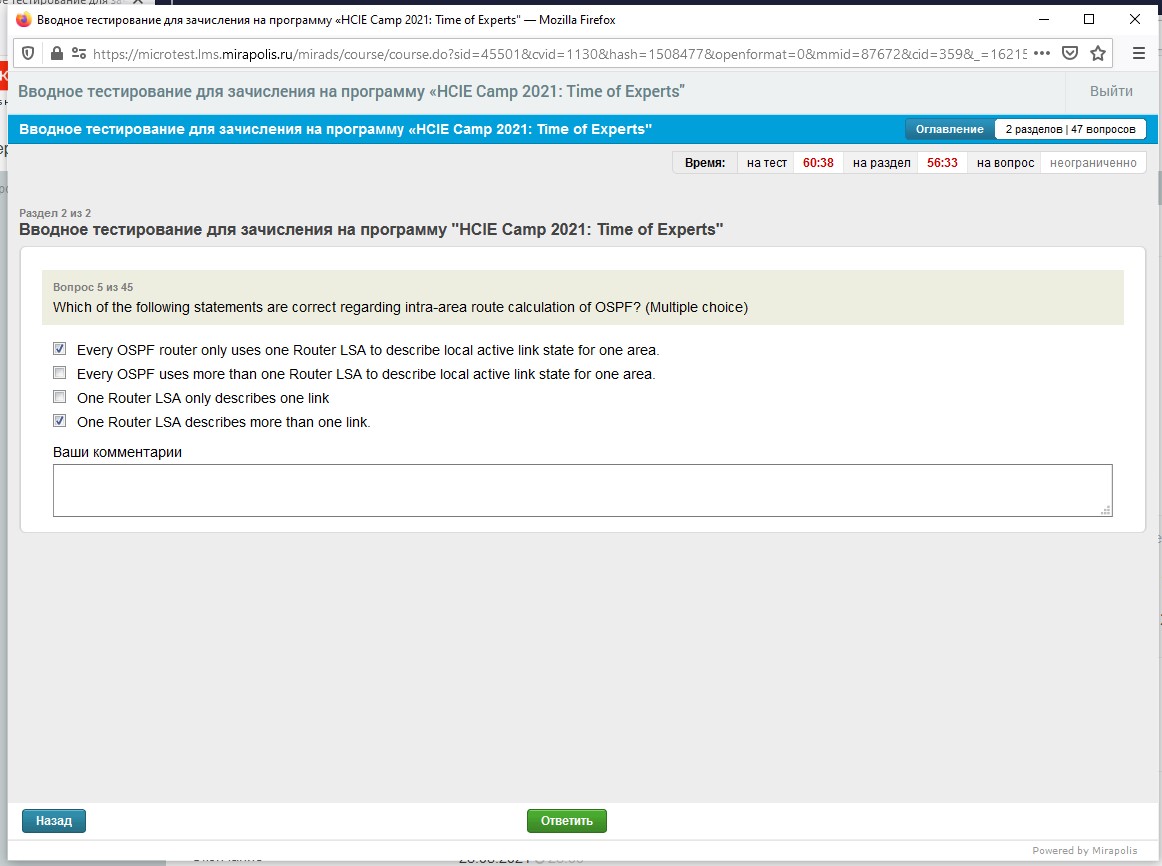 Вводное тестирование для зачисления на программу «HCIE Camp 2021: Time of Experts" — Mozilla Firefox
https://microtest.lms.mirapolis.ru/mirads/course/course.do?sid=45501&cvid=1130&hash=1508477&openformat=0&mmid=87672&cid=359&_=16215
Вводное тестирование для зачисления на программу «HCIE Camp 2021: Time of Experts"
Выйти
Вводное тестирование для зачисления на программу «HCIE Camp 2021: Time of Experts"
Оглавление
2 разделов | 47 вопросов
Время: на тест 60:38 на раздел 56:33 на вопрос неограниченно
Раздел 2 из 2
Вводное тестирование для зачисления на программу "HCIE Camp 2021: Time of Experts"
Вопрос 5 из 45
Which of the following statements are correct regarding intra-area route calculation of OSPF? (Multiple choice)
Every OSPF router only uses one Router LSA to describe local active link state for one area.
Every OSPF uses more than one Router LSA to describe local active link state for one area.
One Router LSA only describes one link
One Router LSA describes more than one link.
Ваши комментарии
Назад
Ответить
Powered by Mirapolis